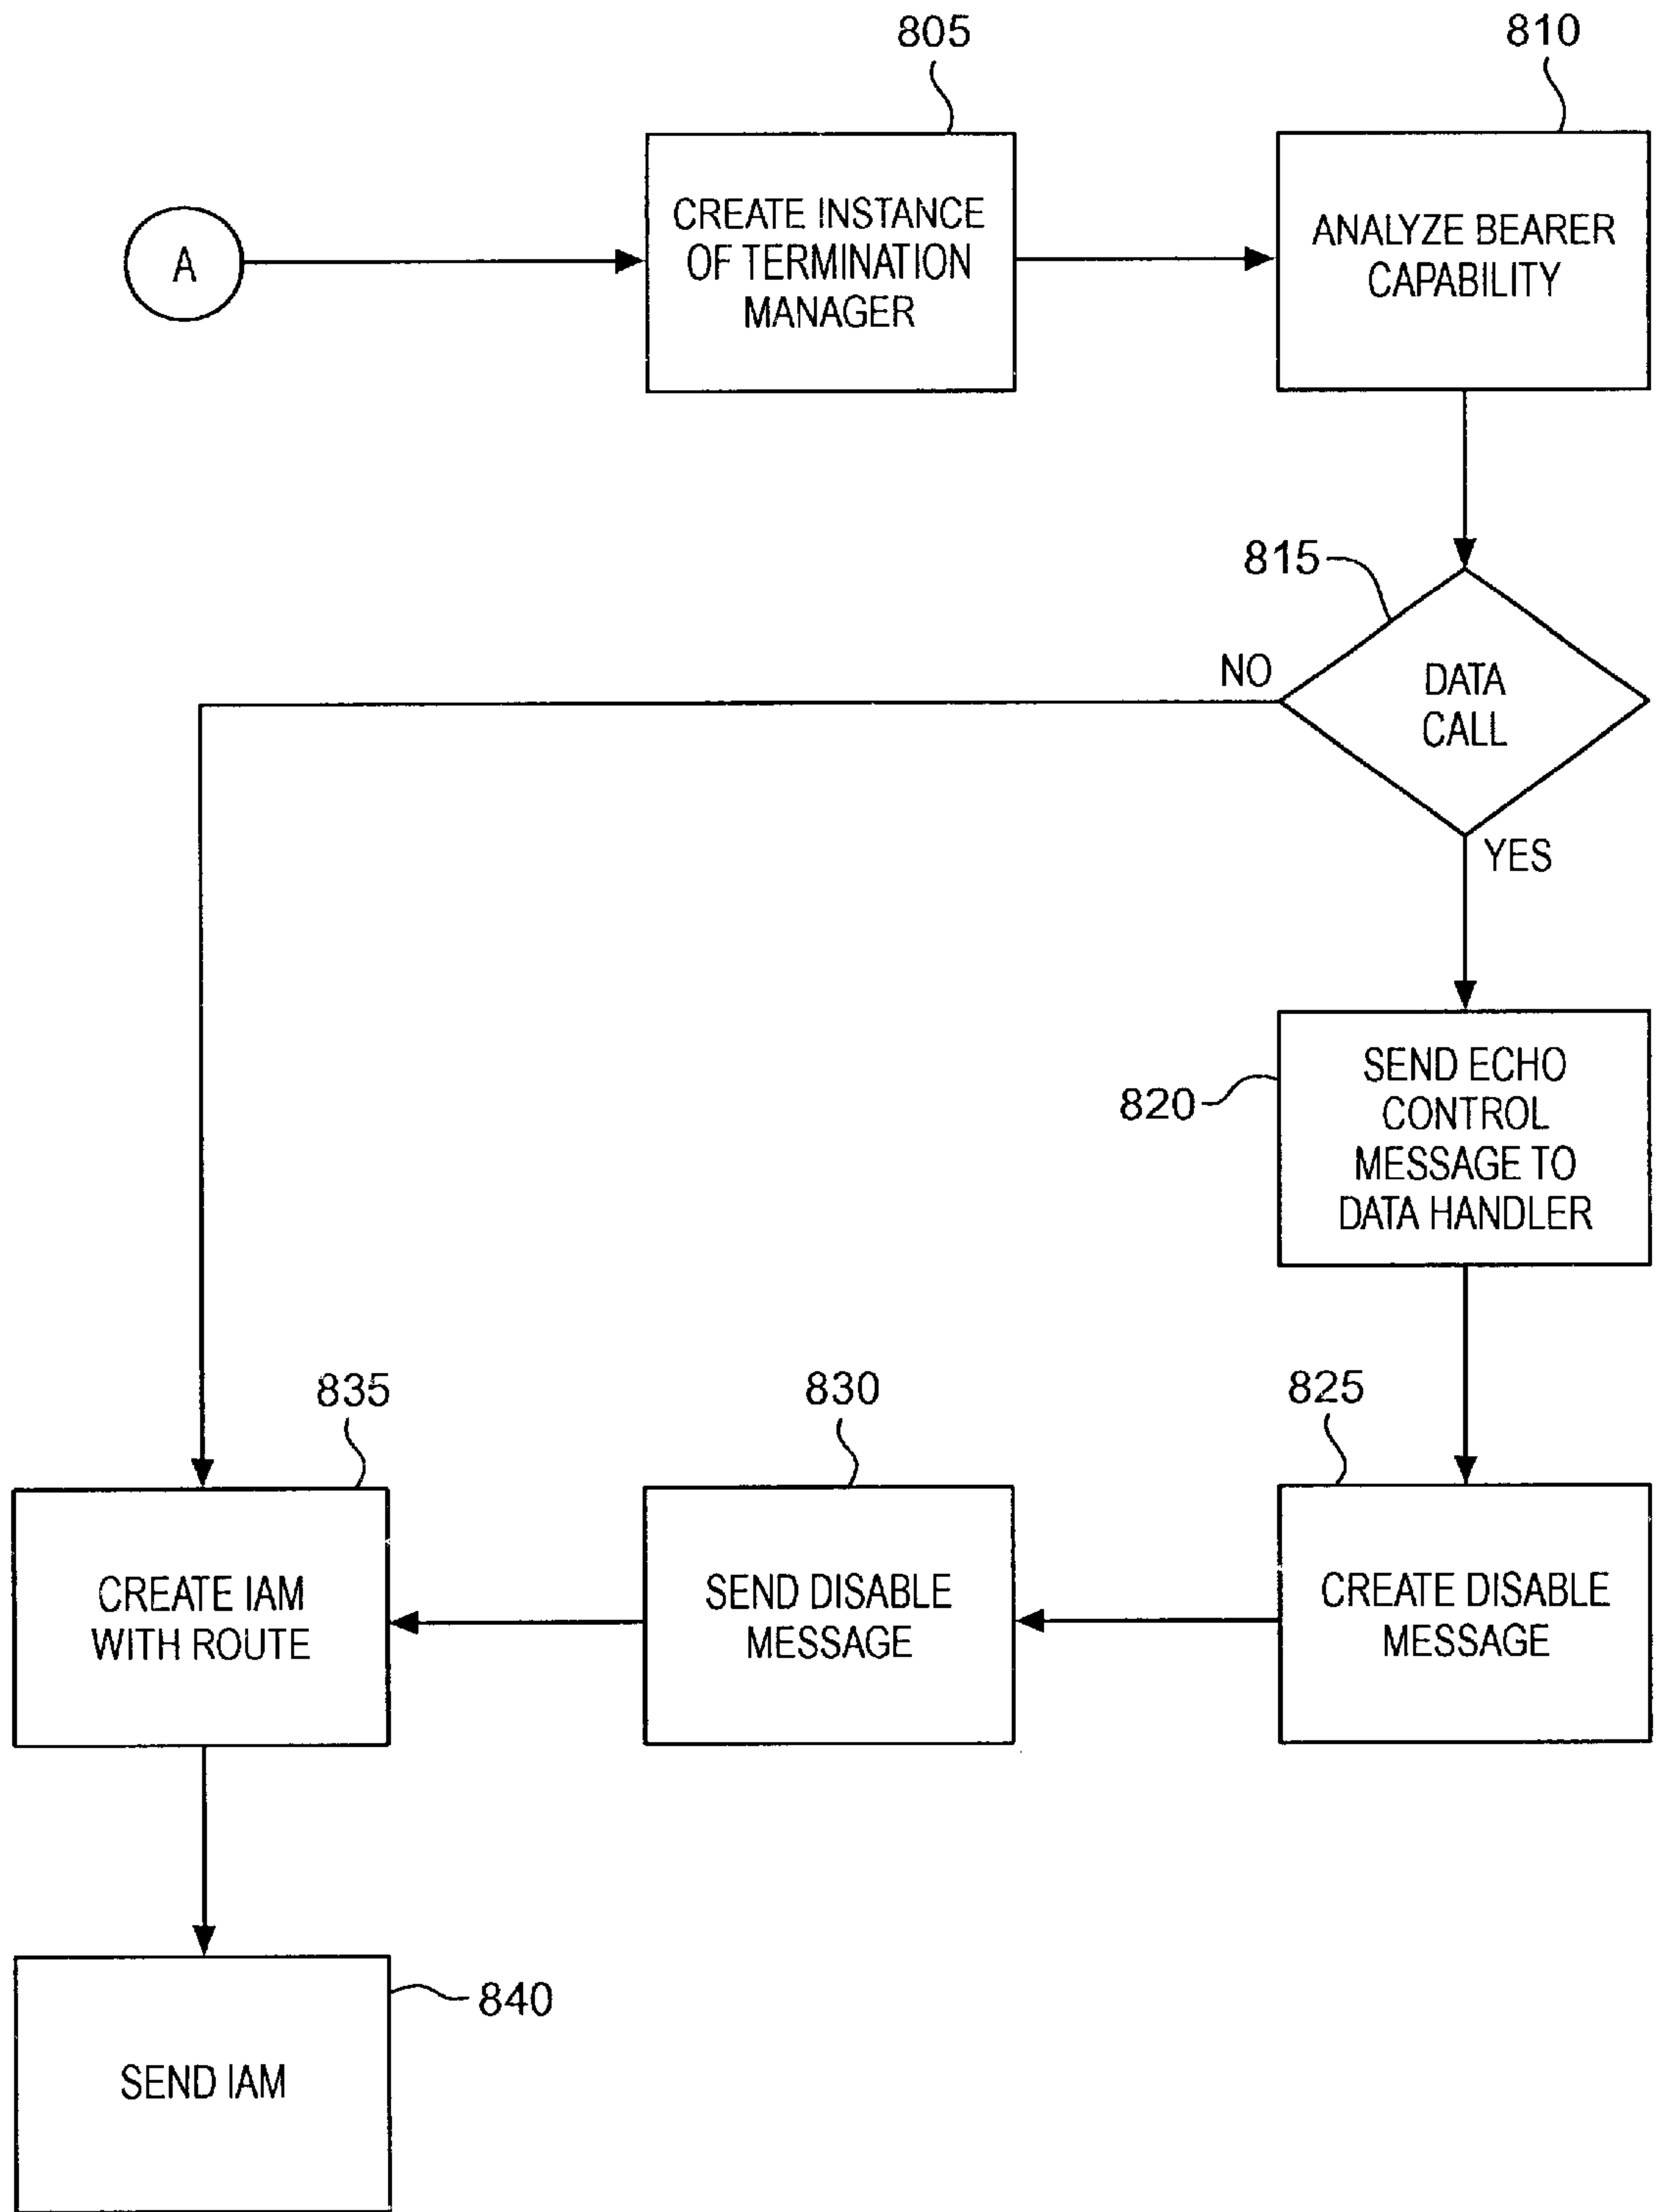 805
810
A
CREATE INSTANCE
OF TERMINATION
MANAGER
ANALYZE BEARER
CAPABILITY
815
NO
DATA
CALL
YES
820
SEND ECHO
CONTROL
MESSAGE TO
DATA HANDLER
835
830
825
CREATE IAM
WITH ROUTE
SEND DISABLE
MESSAGE
CREATE DISABLE
MESSAGE
840
SEND IAM